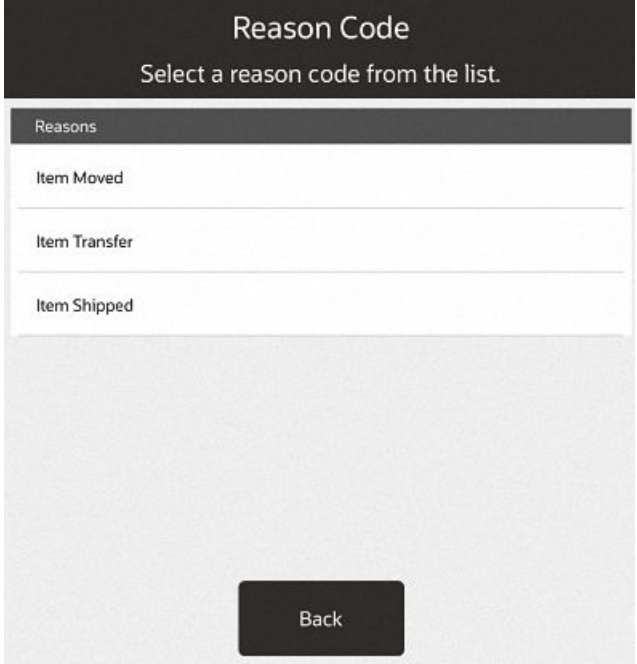 Reason Code
Select a reason code from the list.
Reasons
Item Moved
Item Transfer
Item Shipped
Back